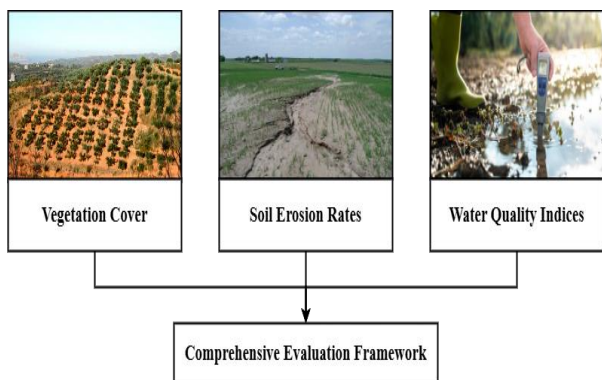 Vegetation Cover
Soil Erosion Rates
Water Quality Indices
Comprehensive Evaluation Framework